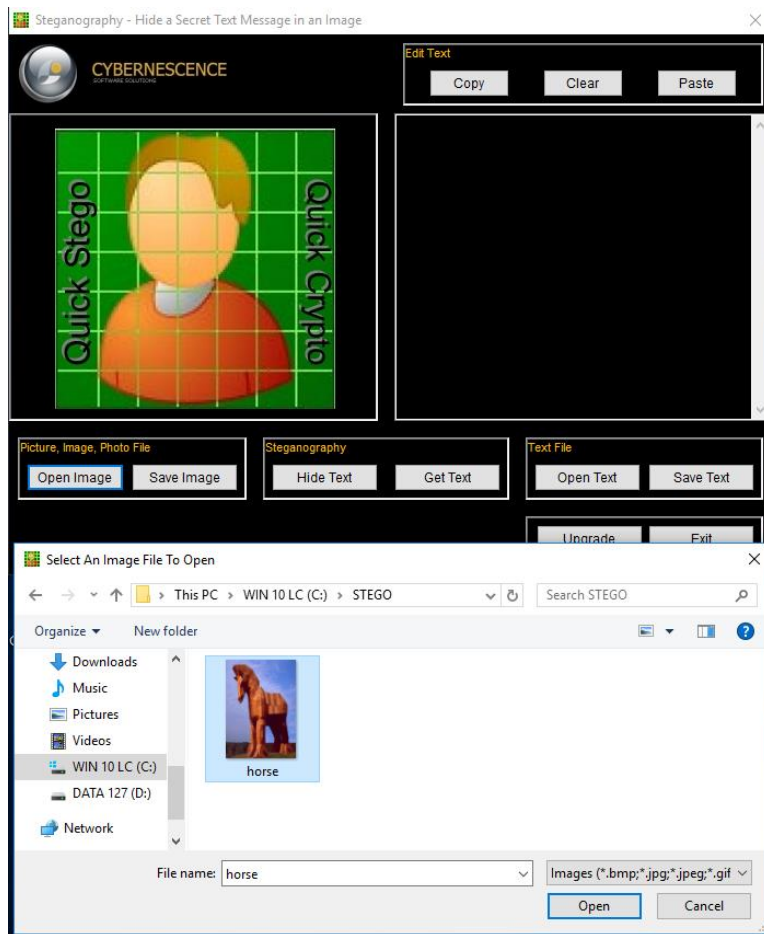 Steganography - Hide a Secret Text Message in an Image
CYBERNESCENCE
SOFTWARE SOLUTIONS
Edit Text
Copy Clear Paste
Quick Stego
Quick Crypto
Picture, Image, Photo File
Open Image Save Image
Steganography
Hide Text Get Text
Text File
Open Text Save Text
Upgrade Exit
Select An Image File To Open
This PC > WIN 10 LC (C:) > STEGO
Search STEGO
Organize New folder
Downloads
Music
Pictures
Videos
WIN 10 LC (C:)
DATA 127 (D:)
Network
horse
File name: horse
Images (*.bmp;*.jpg;*.jpeg;*.gif
Open Cancel